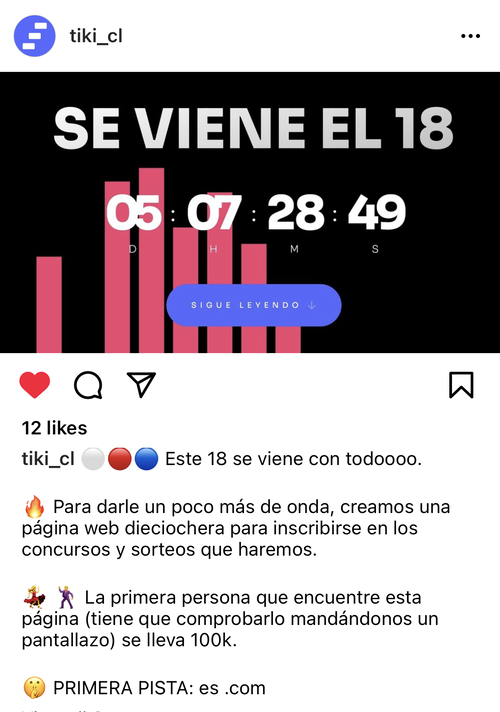 tiki_cl
SE VIENE EL 18
05 : 07 : 28 : 49
D H M S
SIGUE LEYENDO ↓
12 likes
tiki_cl ⚪🔴🔵 Este 18 se viene con todoooo.
🔥 Para darle un poco más de onda, creamos una
página web dieciochera para inscribirse en los
concursos y sorteos que haremos.
💃 🕺 La primera persona que encuentre esta
página (tiene que comprobarlo mandándonos un
pantallazo) se lleva 100k.
🤫 PRIMERA PISTA: es .com